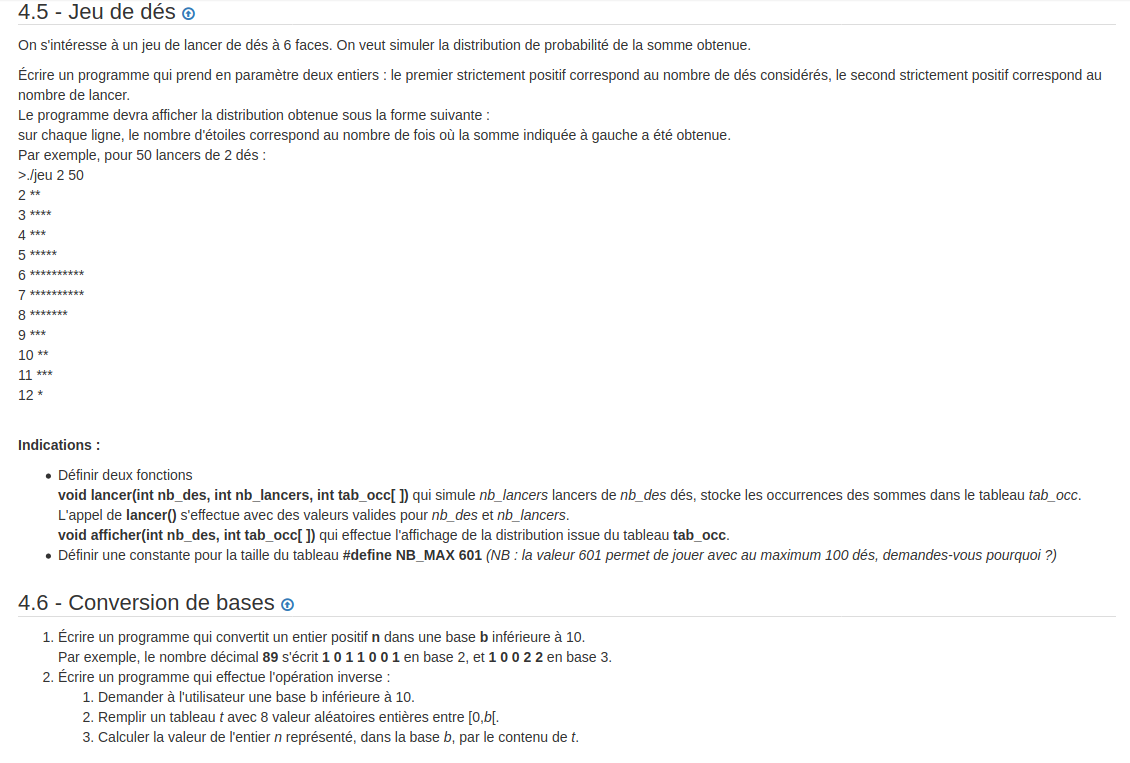 4.5 - Jeu de dés
On s'intéresse à un jeu de lancer de dés à 6 faces. On veut simuler la distribution de probabilité de la somme obtenue.
Écrire un programme qui prend en paramètre deux entiers : le premier strictement positif correspond au nombre de dés considérés, le second strictement positif correspond au
nombre de lancer.
Le programme devra afficher la distribution obtenue sous la forme suivante :
sur chaque ligne, le nombre d'étoiles correspond au nombre de fois où la somme indiquée à gauche a été obtenue.
Par exemple, pour 50 lancers de 2 dés :
>./jeu 2 50
2 **
3 ****
4 ***
5 *****
6 **********
7 **********
8 *******
9 ***
10 **
11 ***
12 *
Indications :
• Définir deux fonctions
void lancer(int nb_des, int nb_lancers, int tab_occ[ ]) qui simule nb_lancers lancers de nb_des dés, stocke les occurrences des sommes dans le tableau tab_occ.
L'appel de lancer() s'effectue avec des valeurs valides pour nb_des et nb_lancers.
void afficher(int nb_des, int tab_occ[ ]) qui effectue l'affichage de la distribution issue du tableau tab_occ.
• Définir une constante pour la taille du tableau #define NB_MAX 601 (NB : la valeur 601 permet de jouer avec au maximum 100 dés, demandes-vous pourquoi ?)
4.6 - Conversion de bases
1. Écrire un programme qui convertit un entier positif n dans une base b inférieure à 10.
Par exemple, le nombre décimal 89 s'écrit 1 0 1 1 0 0 1 en base 2, et 1 0 0 2 2 en base 3.
2. Écrire un programme qui effectue l'opération inverse :
1. Demander à l'utilisateur une base b inférieure à 10.
2. Remplir un tableau t avec 8 valeur aléatoires entières entre [0,b[.
3. Calculer la valeur de l'entier n représenté, dans la base b, par le contenu de t.